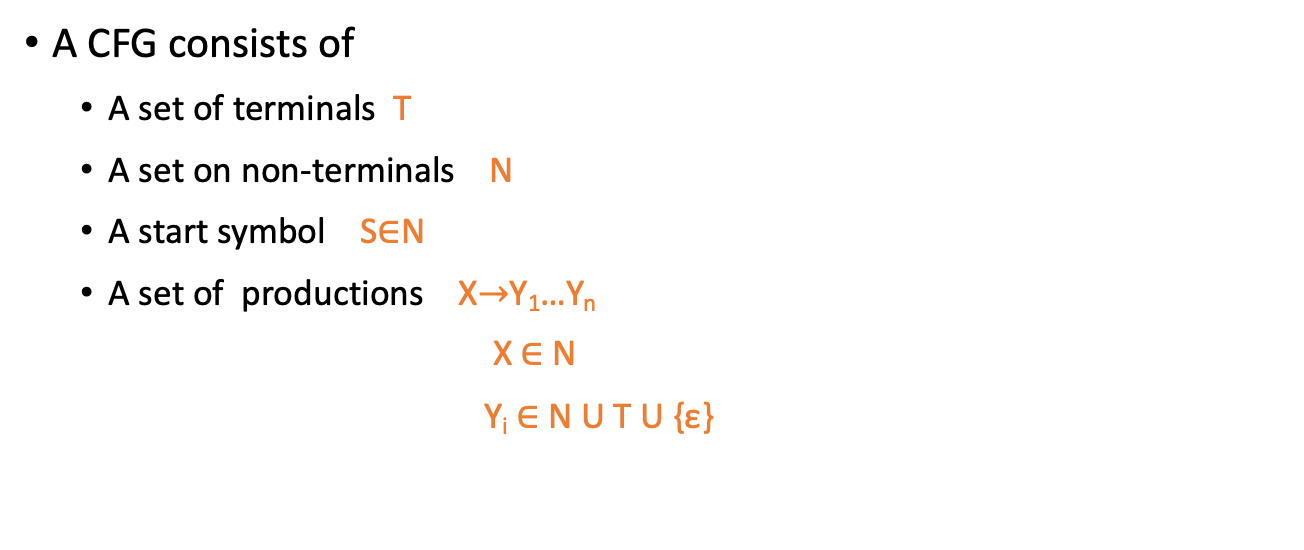 • A CFG consists of
• A set of terminals T
• A set on non-terminals N
• A start symbol S∈N
• A set of productions X→Y₁…Yₙ
X ∈ N
Yᵢ ∈ N U T U {ε}